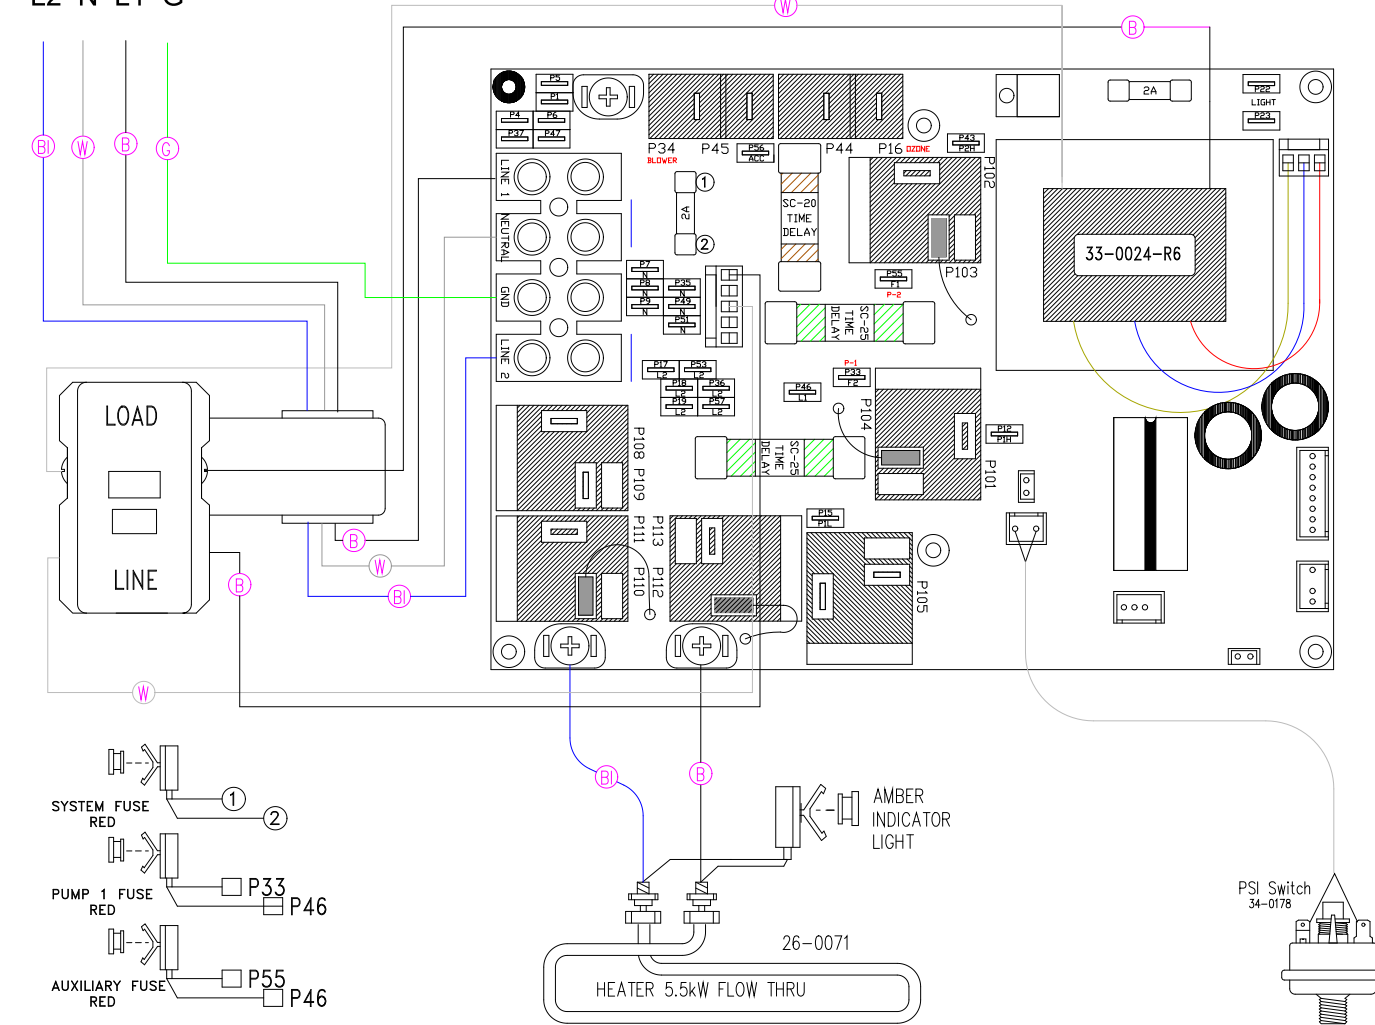 L2 N L1 G
W
B
Bl
W
B
G
P5
P1
P4
P6
P37
P47
LINE 1
NEUTRAL
GND
LINE 2
P34
BLOWER
P45
P56
ACC
P44
P16
OZONE
P43
P2H
P102
2A
P22
LIGHT
P23
1
2A
2
SC-20
TIME
DELAY
P103
P55
F1
P-2
33-0024-R6
P7
N
P8
N
P9
N
P35
N
P49
N
P51
N
SC-25
TIME
DELAY
P17
L2
P53
L2
P18
L2
P36
L2
P19
L2
P57
L2
P-1
P33
F2
P46
L1
P104
P101
P12
P1H
SC-25
TIME
DELAY
P108
P109
P111
P110
P113
P112
P15
P1L
P105
LOAD
LINE
B
W
Bl
B
W
Bl
B
SYSTEM FUSE
RED
1
2
PUMP 1 FUSE
RED
P33
P46
AUXILIARY FUSE
RED
P55
P46
AMBER
INDICATOR
LIGHT
26-0071
HEATER 5.5kW FLOW THRU
PSI Switch
34-0178